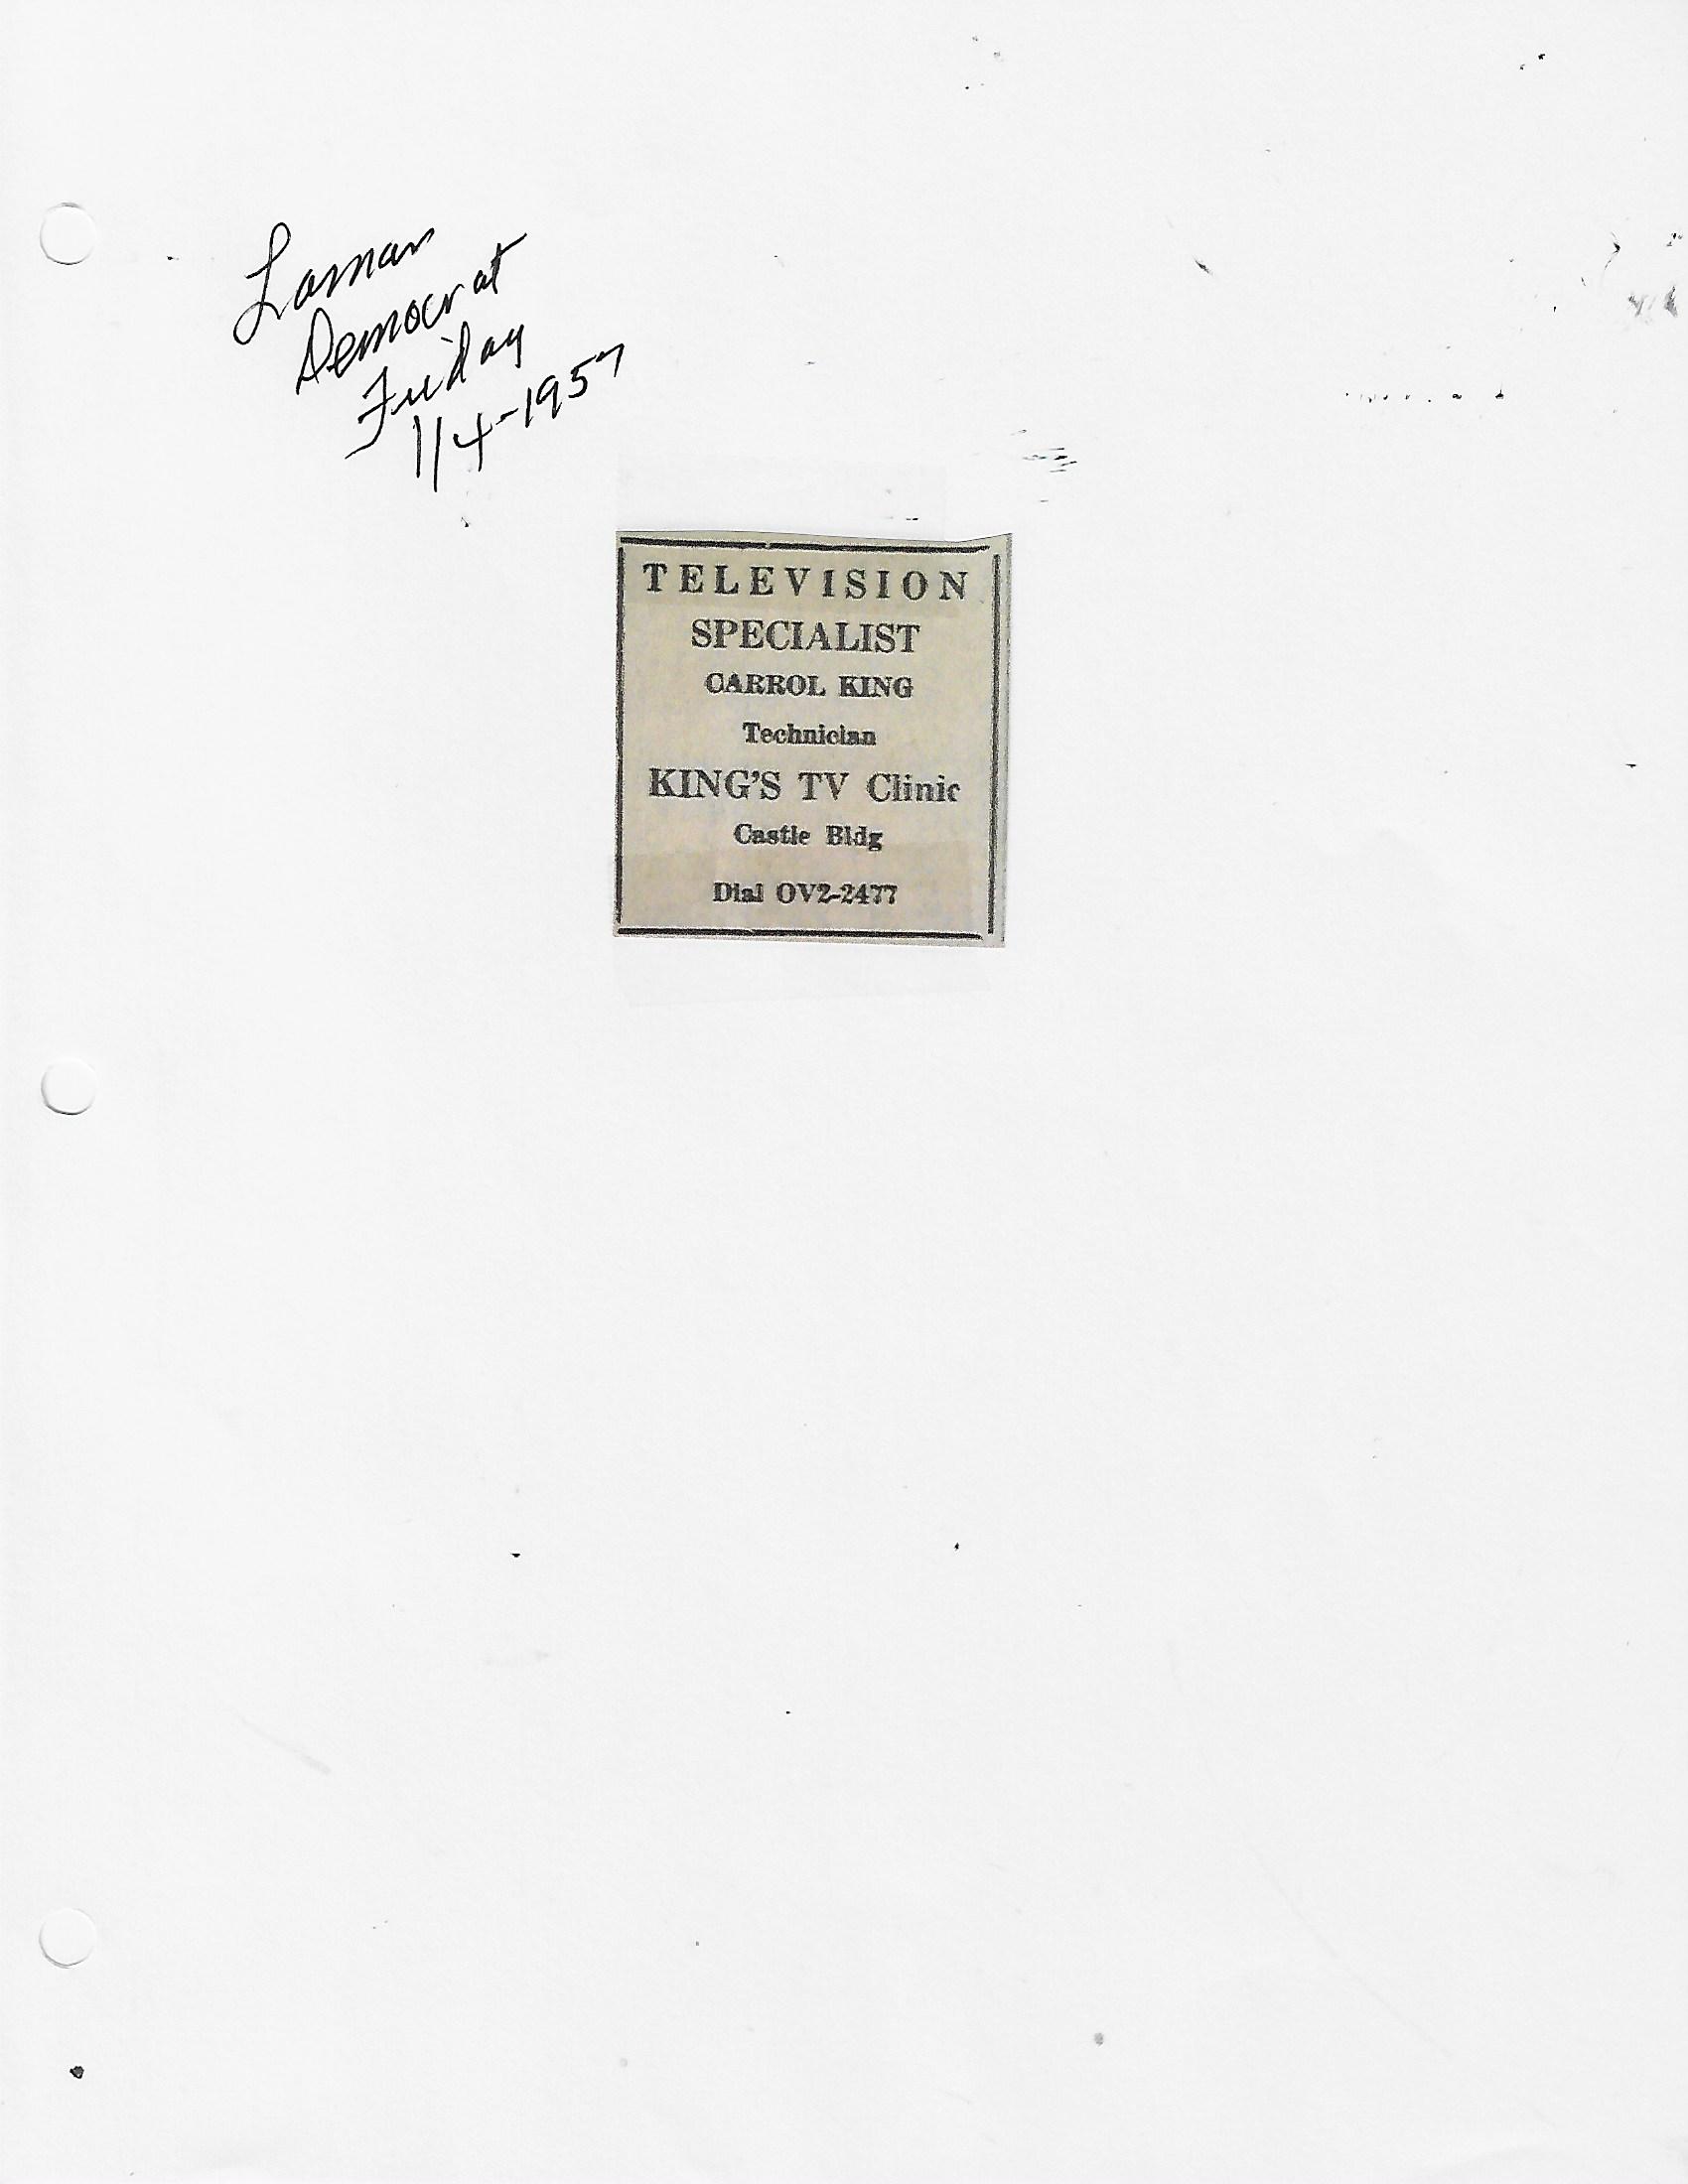 Lamar
Democrat
Friday
1/4-1957
TELEVISION
SPECIALIST
CARROL KING
Technician
KING'S TV Clinic
Castle Bldg
Dial OV2-2477